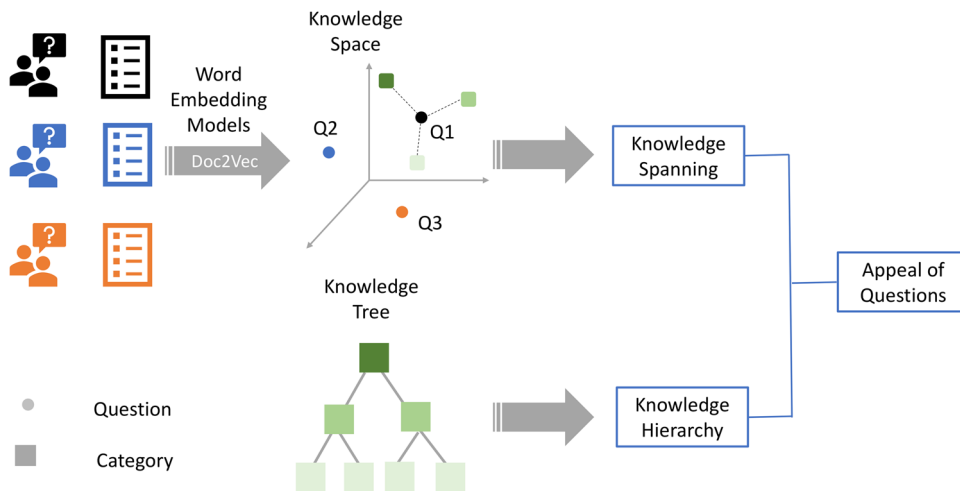 Knowledge
Space
?
Word
Embedding
Models
Doc2Vec
Q2
Q1
Knowledge
Spanning
?
Q3
?
Appeal of
Questions
Knowledge
Tree
Question
Category
Knowledge
Hierarchy